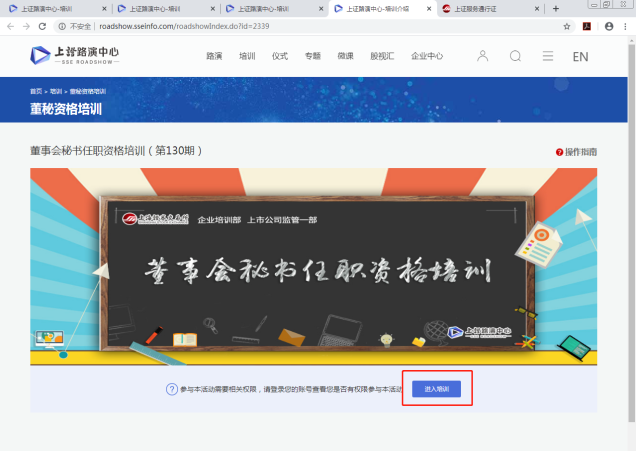 上证路演中心-培训
上证路演中心-培训
上证路演中心-培训
上证路演中心-培训介绍
上证服务通行证
不安全 | roadshow.sseinfo.com/roadshowIndex.do?id=2339
上证路演中心
SSE ROADSHOW
路演 培训 仪式 专题 微课 股视汇 企业中心 EN
首页 > 培训 > 董秘资格培训
董秘资格培训
董事会秘书任职资格培训（第130期）
操作指南
上海证券交易所 企业培训部 上市公司监管一部
董事会秘书任职资格培训
上证路演中心
参与本活动需要相关权限，请登录您的账号查看您是否有权限参与本活动
进入培训